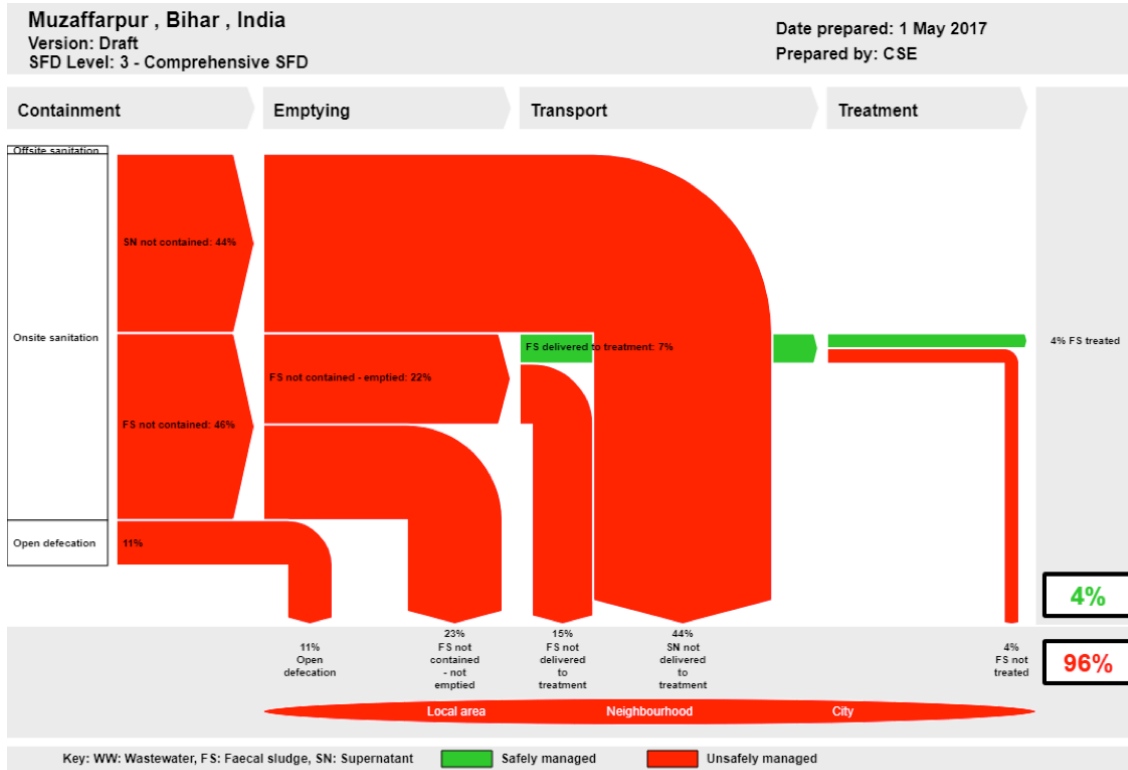 Muzaffarpur , Bihar , India
Version: Draft
SFD Level: 3 - Comprehensive SFD
Date prepared: 1 May 2017
Prepared by: CSE
Containment
Emptying
Transport
Treatment
Offsite sanitation
SN not contained: 44%
Onsite sanitation
FS delivered to treatment: 7%
4% FS treated
FS not contained - emptied: 22%
FS not contained: 46%
Open defecation
11%
4%
11%
Open
defecation
23%
FS not
contained
- not
emptied
15%
FS not
delivered
to
treatment
44%
SN not
delivered
to
treatment
4%
FS not
treated
96%
Local area
Neighbourhood
City
Key: WW: Wastewater, FS: Faecal sludge, SN: Supernatant
Safely managed
Unsafely managed